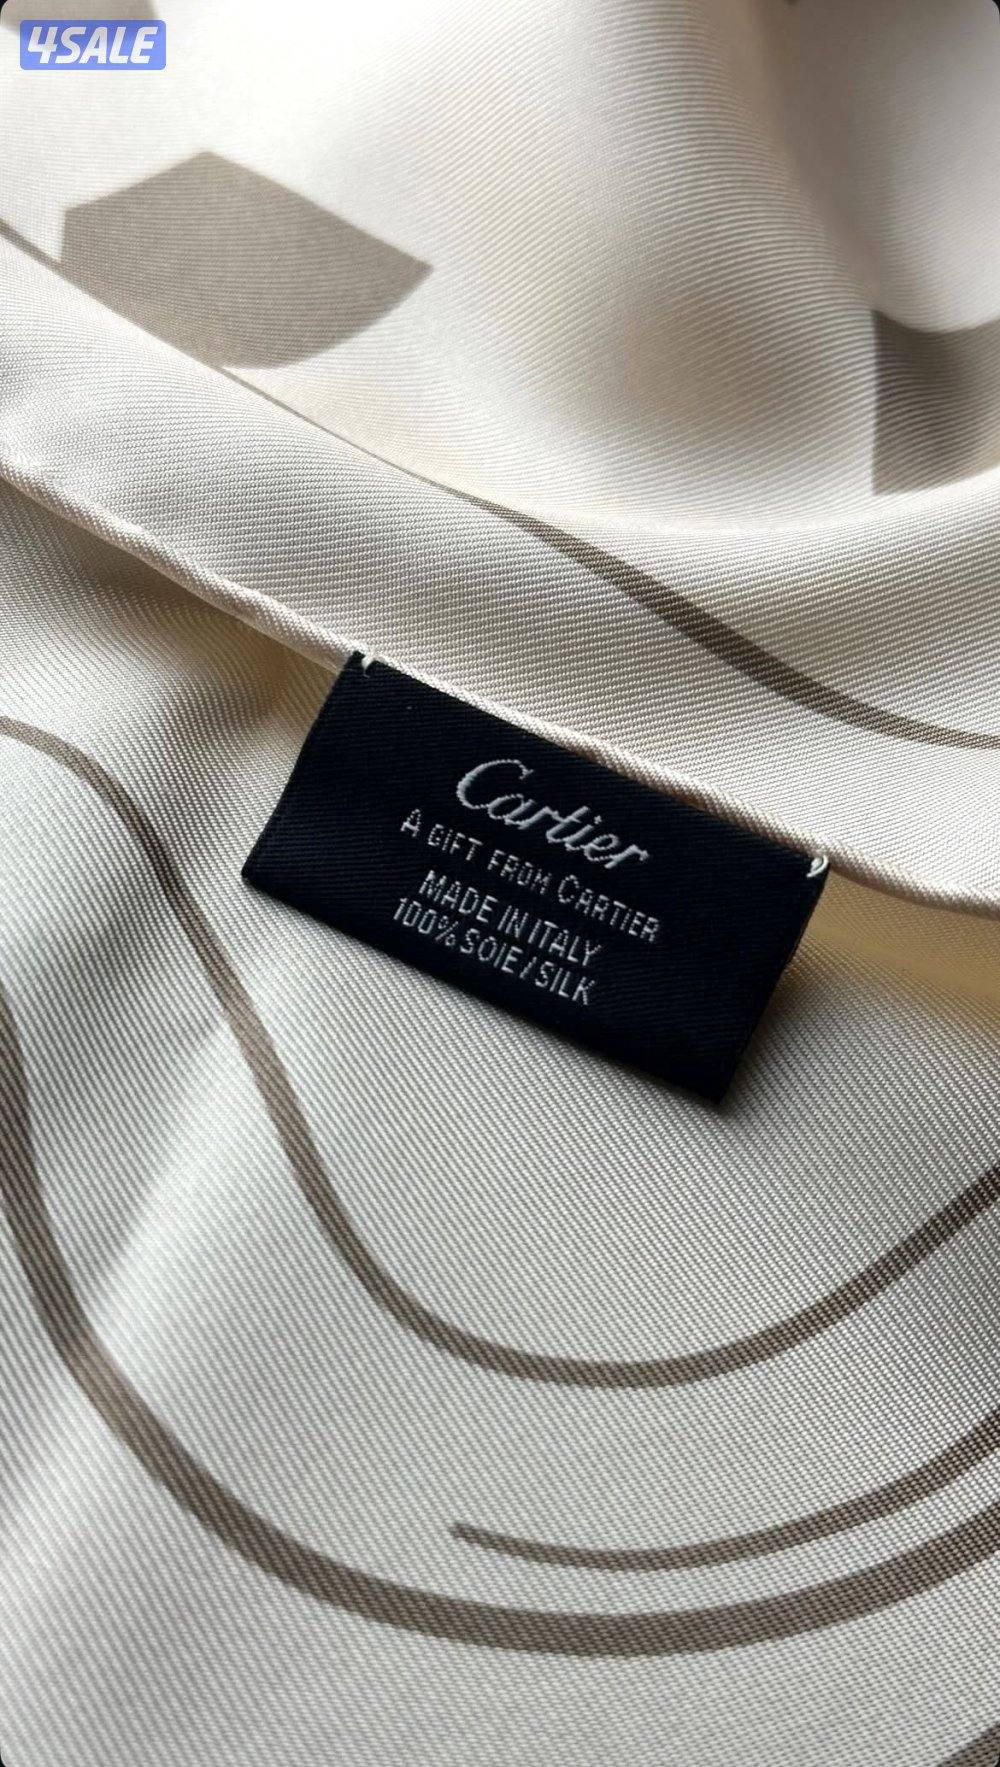 4SALE
Cartier
A GIFT FROM CARTIER
MADE IN ITALY
100% SOIE/SILK